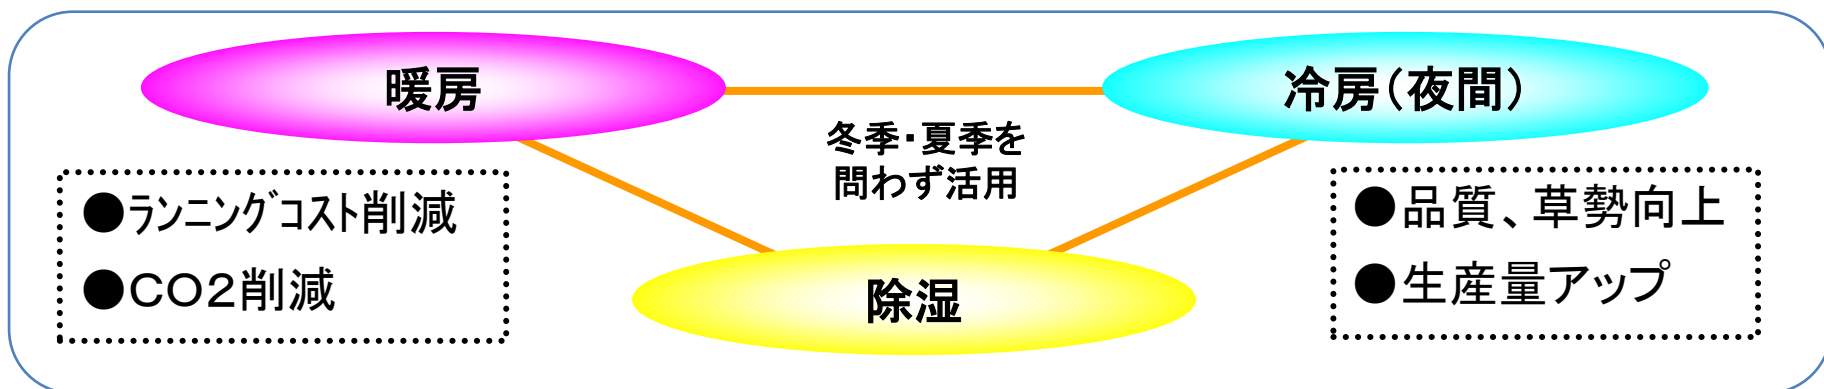 暖房
冷房(夜間)
冬季・夏季を
問わず活用
●ﾗﾝﾆﾝｸﾞｺｽﾄ削減
●CO2削減
●品質、草勢向上
●生産量アップ
除湿